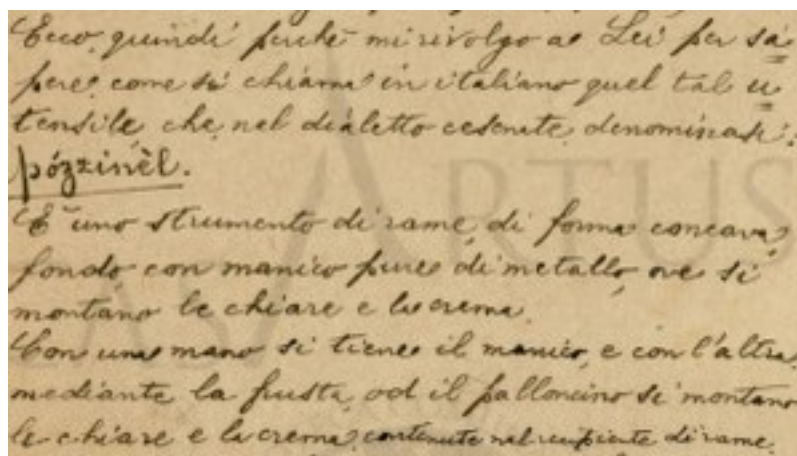 Ecco, quindi perchè mi rivolgo a Lei per sa=
pere, come si chiama in italiano quel tal u=
tensile, che, nel dialetto cesenate, denominasi:
pózzinèl.
È uno strumento di rame, di forma concava,
fondo, con manico pure di metallo, ove si
montano le chiare e la crema.
Con una mano si tiene il manico, e con l'altra,
mediante la frusta, od il palloncino si montano
le chiare e la crema, contenute nel recipiente di rame.
CASA ARTUS